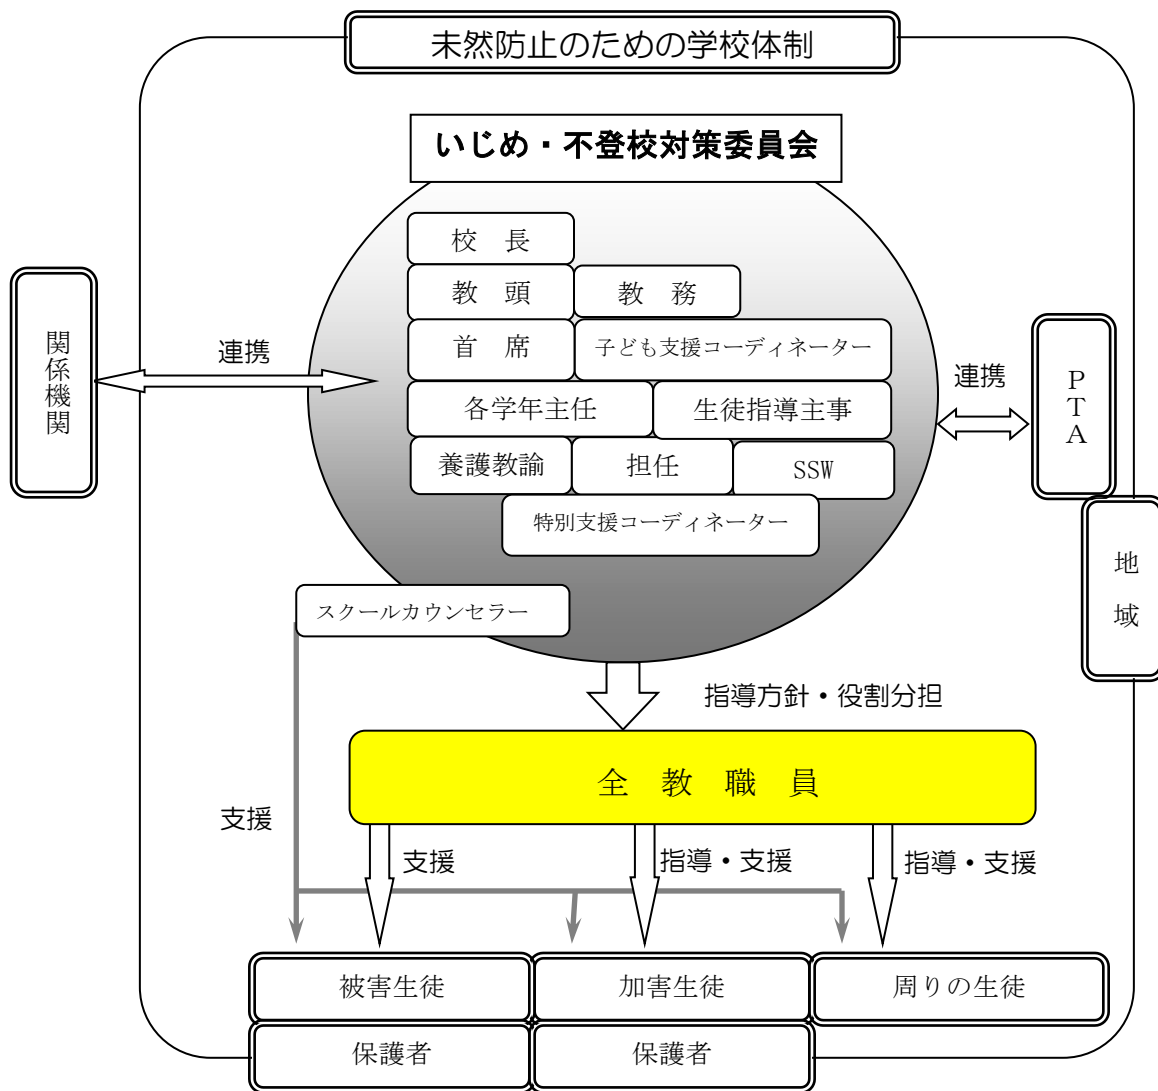 未然防止のための学校体制
いじめ・不登校対策委員会
校　長
教　頭
教　務
首　席
子ども支援コーディネーター
各学年主任
生徒指導主事
養護教諭
担任
SSW
特別支援コーディネーター
スクールカウンセラー
関係機関
連携
連携
ＰＴＡ
地域
指導方針・役割分担
全　教　職　員
支援
支援
指導・支援
指導・支援
被害生徒
加害生徒
周りの生徒
保護者
保護者